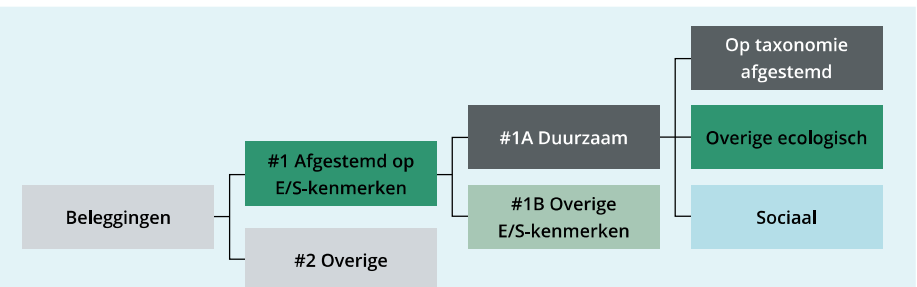 Beleggingen
#1 Afgestemd op
E/S-kenmerken
#2 Overige
#1A Duurzaam
#1B Overige
E/S-kenmerken
Op taxonomie
afgestemd
Overige ecologisch
Sociaal